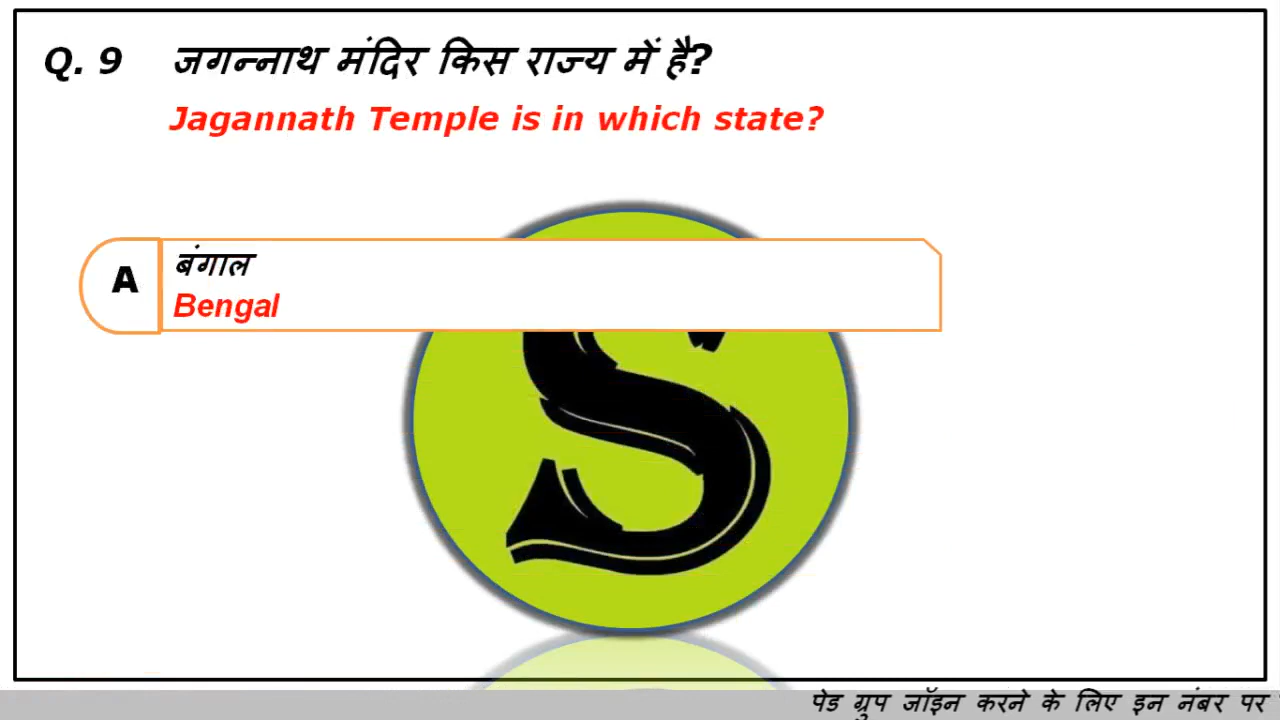 Q. 9 जगन्नाथ मंदिर किस राज्य में है?
Jagannath Temple is in which state?
A
बंगाल
Bengal
S
पेड ग्रुप जॉइन करने के लिए इन नंबर पर